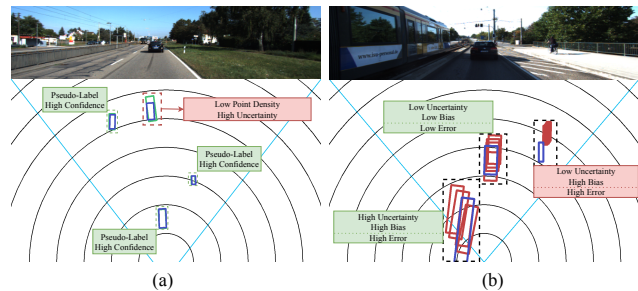 Pseudo-Label
High Confidence
Low Point Density
High Uncertainty
Pseudo-Label
High Confidence
Pseudo-Label
High Confidence
(a)
Low Uncertainty
Low Bias
Low Error
Low Uncertainty
High Bias
High Error
High Uncertainty
High Bias
High Error
(b)